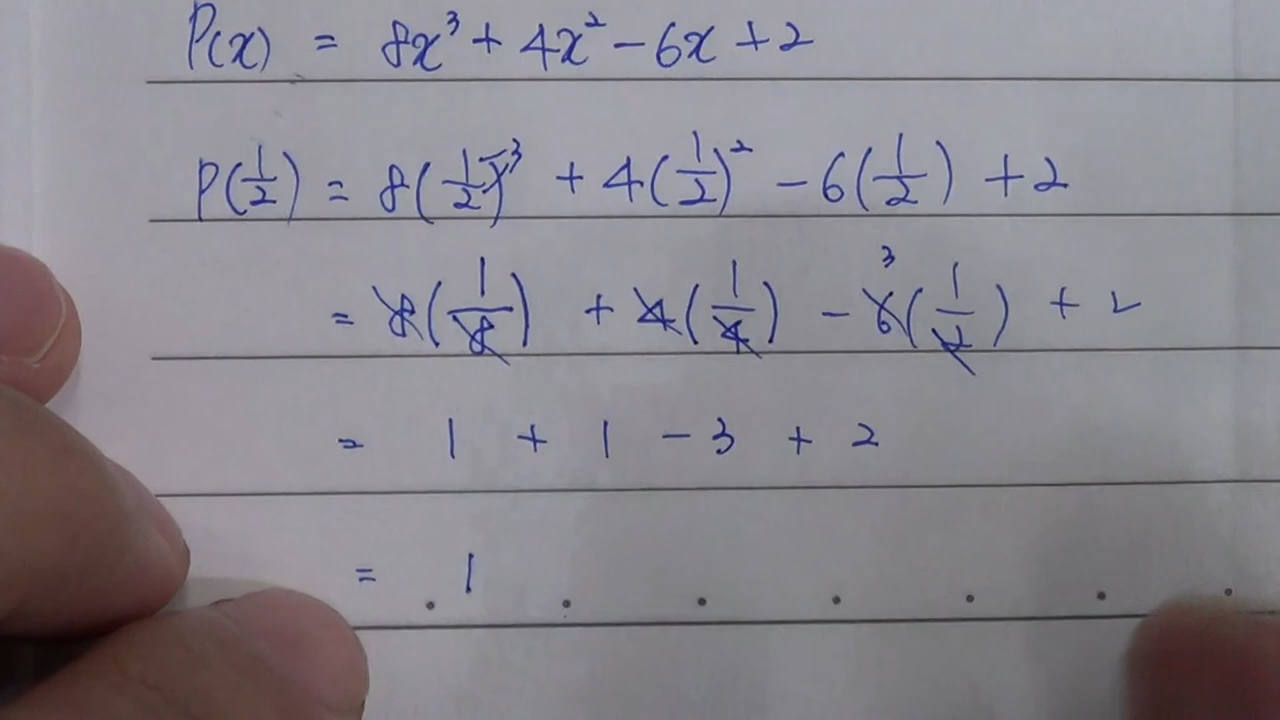 P(x) = 8x³ + 4x² - 6x + 2
P(1/2) = 8(1/2)³ + 4(1/2)² - 6(1/2) + 2
= 8(1/8) + 4(1/4) - 6(1/2) + 2 3
= 1 + 1 - 3 + 2
= 1